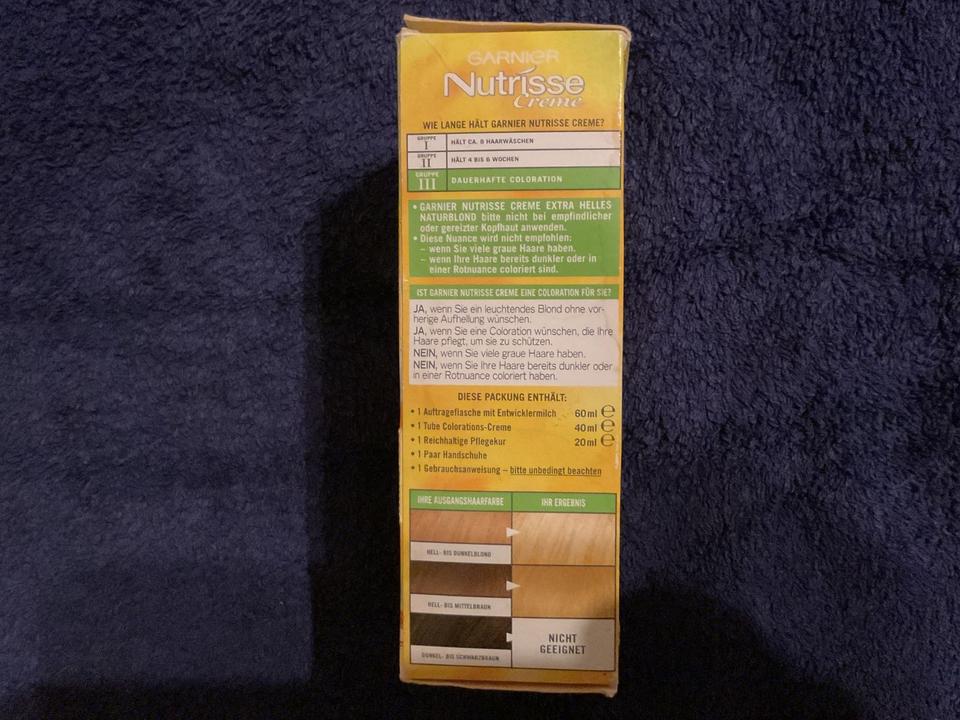 GARNIER
Nutrisse
Creme
WIE LANGE HÄLT GARNIER NUTRISSE CREME?
GRUPPE I HÄLT CA. 8 HAARWÄSCHEN
GRUPPE II HÄLT 4 BIS 6 WOCHEN
GRUPPE III DAUERHAFTE COLORATION
• GARNIER NUTRISSE CREME EXTRA HELLES
NATURBLOND bitte nicht bei empfindlicher
oder gereizter Kopfhaut anwenden.
• Diese Nuance wird nicht empfohlen:
– wenn Sie viele graue Haare haben.
– wenn Ihre Haare bereits dunkler oder in
einer Rotnuance coloriert sind.
IST GARNIER NUTRISSE CREME EINE COLORATION FÜR SIE?
JA, wenn Sie ein leuchtendes Blond ohne vor-
herige Aufhellung wünschen.
JA, wenn Sie eine Coloration wünschen, die Ihre
Haare pflegt, um sie zu schützen.
NEIN, wenn Sie viele graue Haare haben.
NEIN, wenn Sie Ihre Haare bereits dunkler oder
in einer Rotnuance coloriert haben.
DIESE PACKUNG ENTHÄLT:
• 1 Auftrageflasche mit Entwicklermilch 60 ml ℮
• 1 Tube Colorations-Creme 40 ml ℮
• 1 Reichhaltige Pflegekur 20 ml ℮
• 1 Paar Handschuhe
• 1 Gebrauchsanweisung – bitte unbedingt beachten
IHRE AUSGANGSHAARFARBE IHR ERGEBNIS
HELL- BIS DUNKELBLOND
HELL- BIS MITTELBRAUN
NICHT
GEEIGNET
DUNKEL- BIS SCHWARZBRAUN